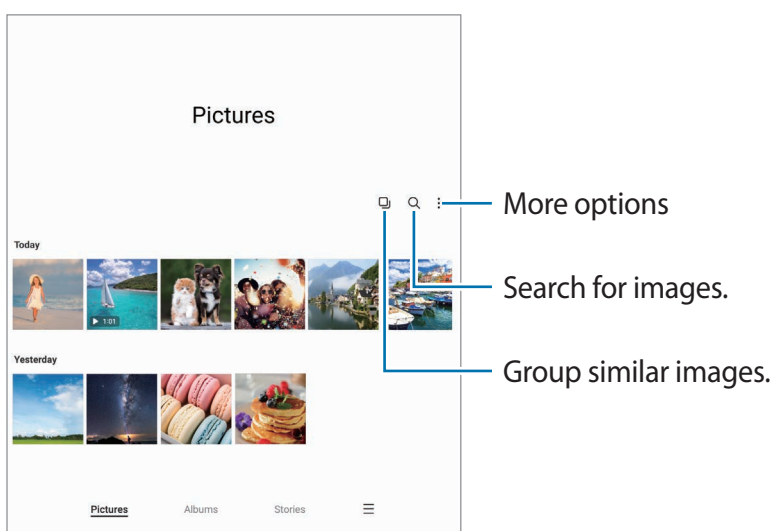 Pictures
More options
Today
Search for images.
1:01
Yesterday
Group similar images.
Pictures
Albums
Stories